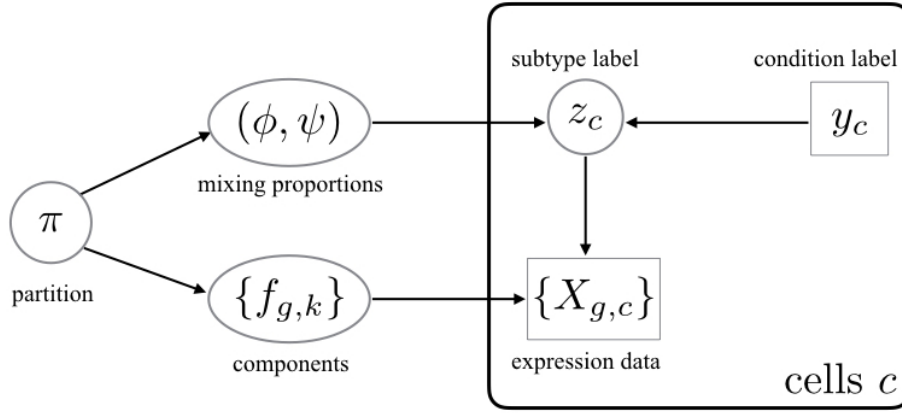 subtype label
condition label
(ϕ, ψ)
z_c
y_c
mixing proportions
π
partition
{f_{g,k}}
{X_{g,c}}
components
expression data
cells c